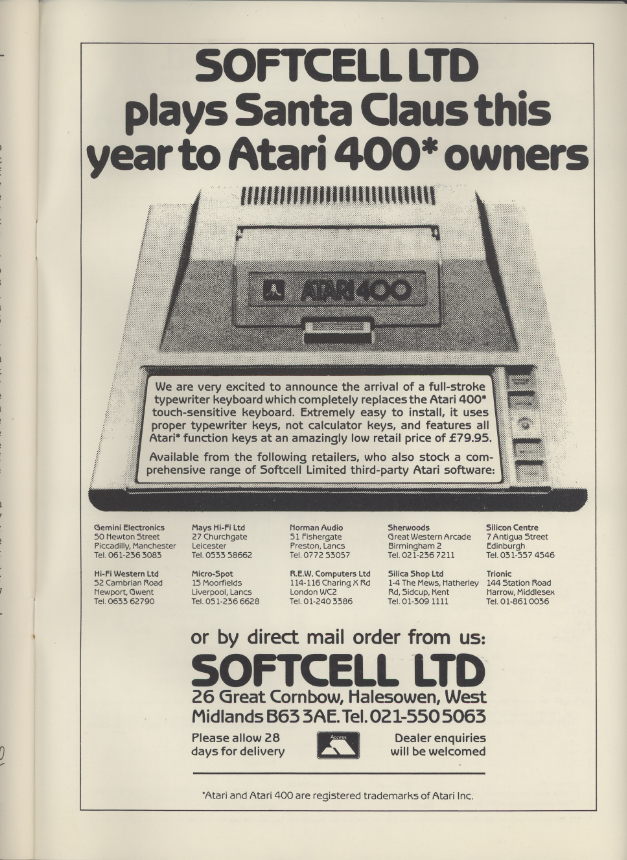 SOFTCELL LTD
plays Santa Claus this
year to Atari 400* owners
ATARI 400
We are very excited to announce the arrival of a full-stroke
typewriter keyboard which completely replaces the Atari 400*
touch-sensitive keyboard. Extremely easy to install, it uses
proper typewriter keys, not calculator keys, and features all
Atari* function keys at an amazingly low retail price of £79.95.
Available from the following retailers, who also stock a com-
prehensive range of Softcell Limited third-party Atari software:
Gemini Electronics
50 Newton Street
Piccadilly, Manchester
Tel. 061-236 3083
Mays Hi-Fi Ltd
27 Churchgate
Leicester
Tel. 0533 58662
Norman Audio
51 Fishergate
Preston, Lancs
Tel. 0772 53057
Sherwoods
Great Western Arcade
Birmingham 2
Tel. 021-236 7211
Silicon Centre
7 Antigua Street
Edinburgh
Tel. 031-557 4546
Hi-Fi Western Ltd
52 Cambrian Road
Newport, Gwent
Tel. 0633 62790
Micro-Spot
15 Moorfields
Liverpool, Lancs
Tel. 051-236 6628
R.E.W. Computers Ltd
114-116 Charing X Rd
London WC2
Tel. 01-240 3386
Silica Shop Ltd
1-4 The Mews, Hatherley
Rd, Sidcup, Kent
Tel. 01-309 1111
Trionic
144 Station Road
Harrow, Middlesex
Tel. 01-861 0036
or by direct mail order from us:
SOFTCELL LTD
26 Great Cornbow, Halesowen, West
Midlands B63 3AE. Tel. 021-550 5063
Please allow 28
days for delivery
Access
Dealer enquiries
will be welcomed
*Atari and Atari 400 are registered trademarks of Atari Inc.